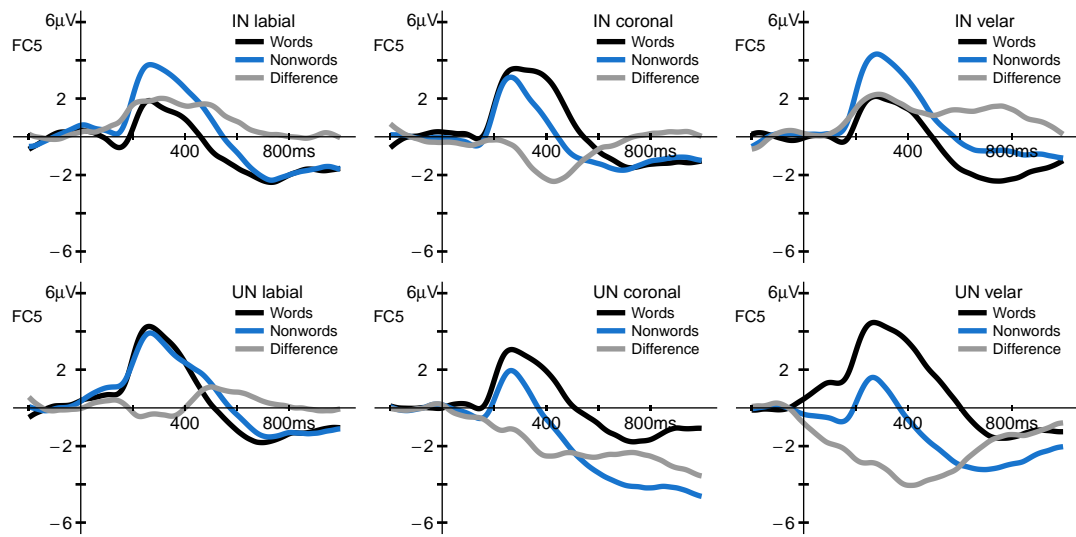 6μV
IN labial
FC5
Words
Nonwords
Difference
2
400
800ms
−2
−6
6μV
IN coronal
FC5
Words
Nonwords
Difference
2
400
800ms
−2
−6
6μV
IN velar
FC5
Words
Nonwords
Difference
2
400
800ms
−2
−6
6μV
UN labial
FC5
Words
Nonwords
Difference
2
400
800ms
−2
−6
6μV
UN coronal
FC5
Words
Nonwords
Difference
2
400
800ms
−2
−6
6μV
UN velar
FC5
Words
Nonwords
Difference
2
400
800ms
−2
−6